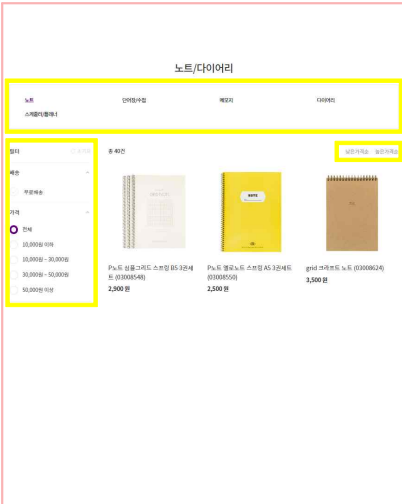 노트/다이어리
노트 단어장/수첩 메모지 다이어리
스케줄러/플래너
필터
총 40건 낮은가격순 높은가격순
배송
무료배송
가격
전체
10,000원 이하
10,000원 ~ 30,000원
30,000원 ~ 50,000원
50,000원 이상
NOTE
P노트 심플그리드 스프링 B5 3권세트 (03008548)
2,900 원
P노트 옐로노트 스프링 A5 3권세트 (03008550)
2,500 원
grid 크라프트 노트 (03008624)
3,500 원